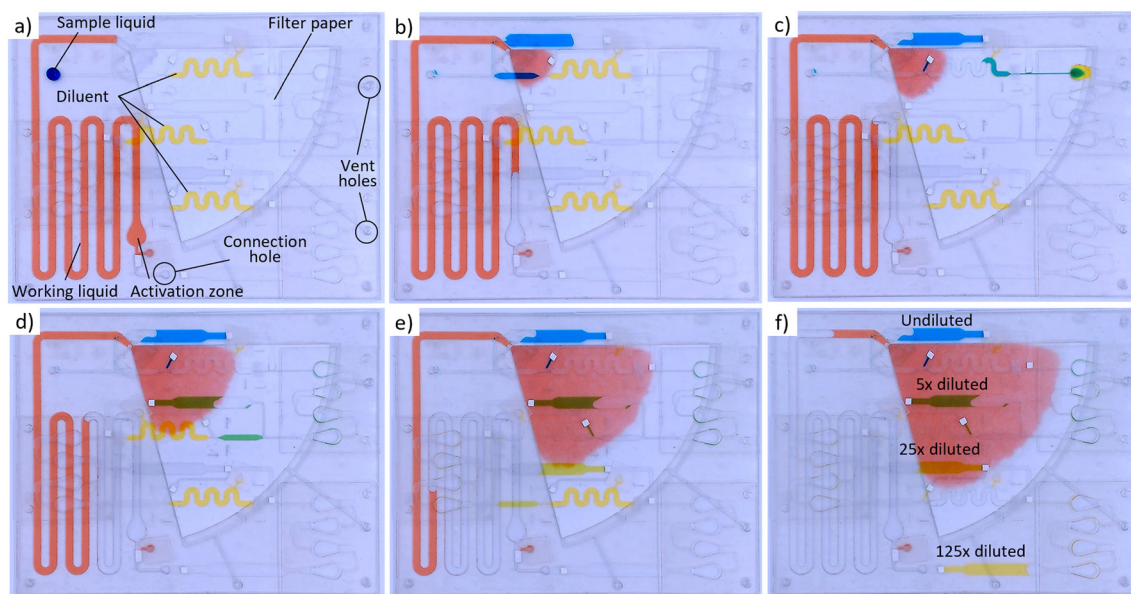 a)
Sample liquid
Filter paper
Diluent
Vent
holes
Connection
hole
Working liquid
Activation zone
b)
c)
d)
e)
f)
Undiluted
5x diluted
25x diluted
125x diluted